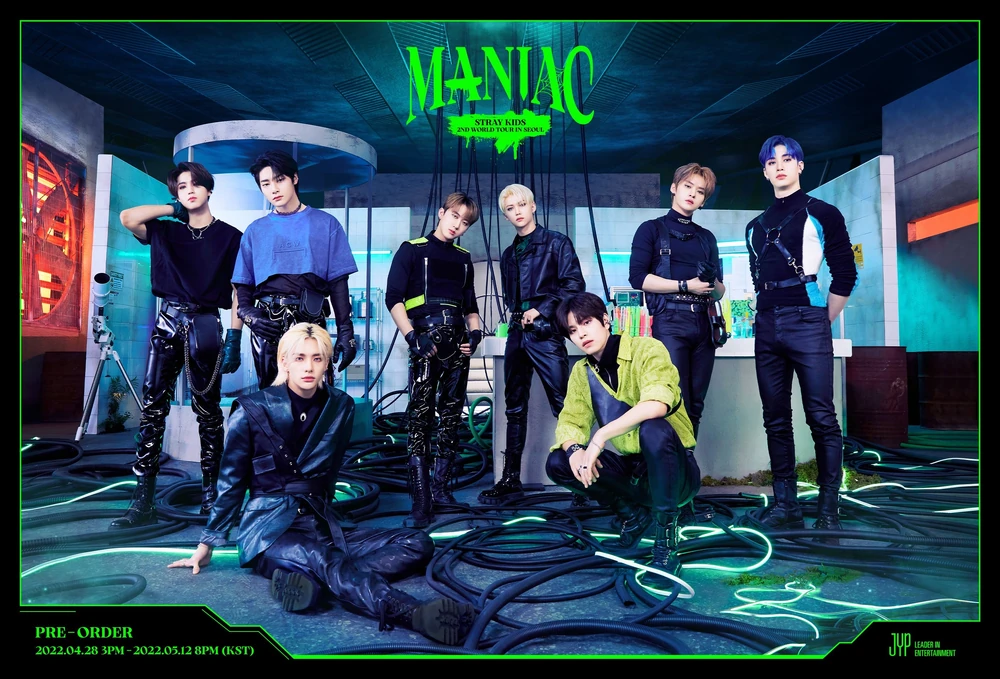 MANIAC
STRAY KIDS
2ND WORLD TOUR IN SEOUL
PRE-ORDER
2022.04.28 3PM - 2022.05.12 8PM (KST)
JYP LEADER IN
ENTERTAINMENT